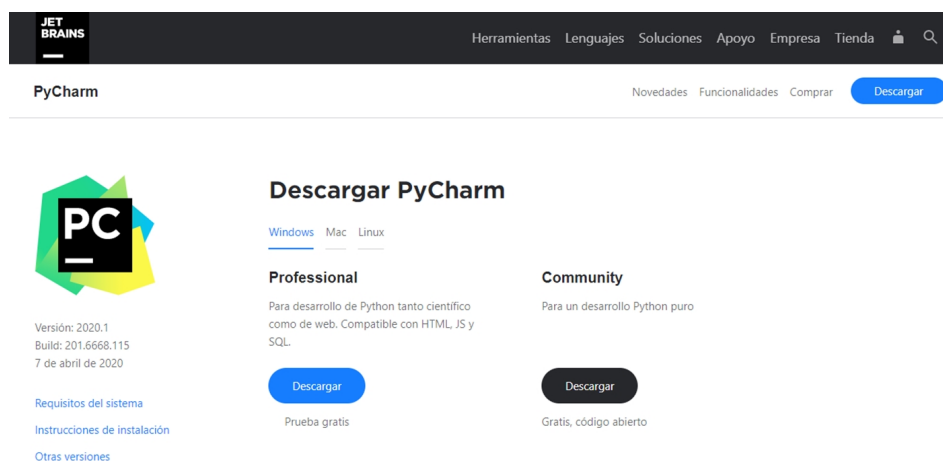 JET
BRAINS
Herramientas Lenguajes Soluciones Apoyo Empresa Tienda
PyCharm
Novedades Funcionalidades Comprar Descargar
PC
Versión: 2020.1
Build: 201.6668.115
7 de abril de 2020
Requisitos del sistema
Instrucciones de instalación
Otras versiones
Descargar PyCharm
Windows Mac Linux
Professional
Para desarrollo de Python tanto científico
como de web. Compatible con HTML, JS y
SQL.
Descargar
Prueba gratis
Community
Para un desarrollo Python puro
Descargar
Gratis, código abierto